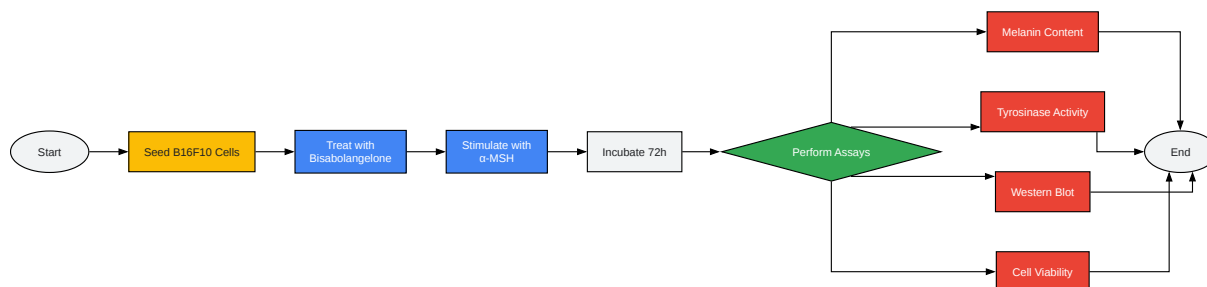 Start
Seed B16F10 Cells
Treat with
Bisabolangelone
Stimulate with
α-MSH
Incubate 72h
Perform Assays
Melanin Content
Tyrosinase Activity
Western Blot
Cell Viability
End